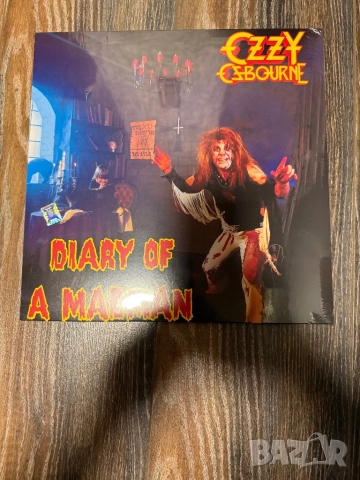 OZZY
OSBOURNE
DIARY OF
A MADMAN
BAZAR